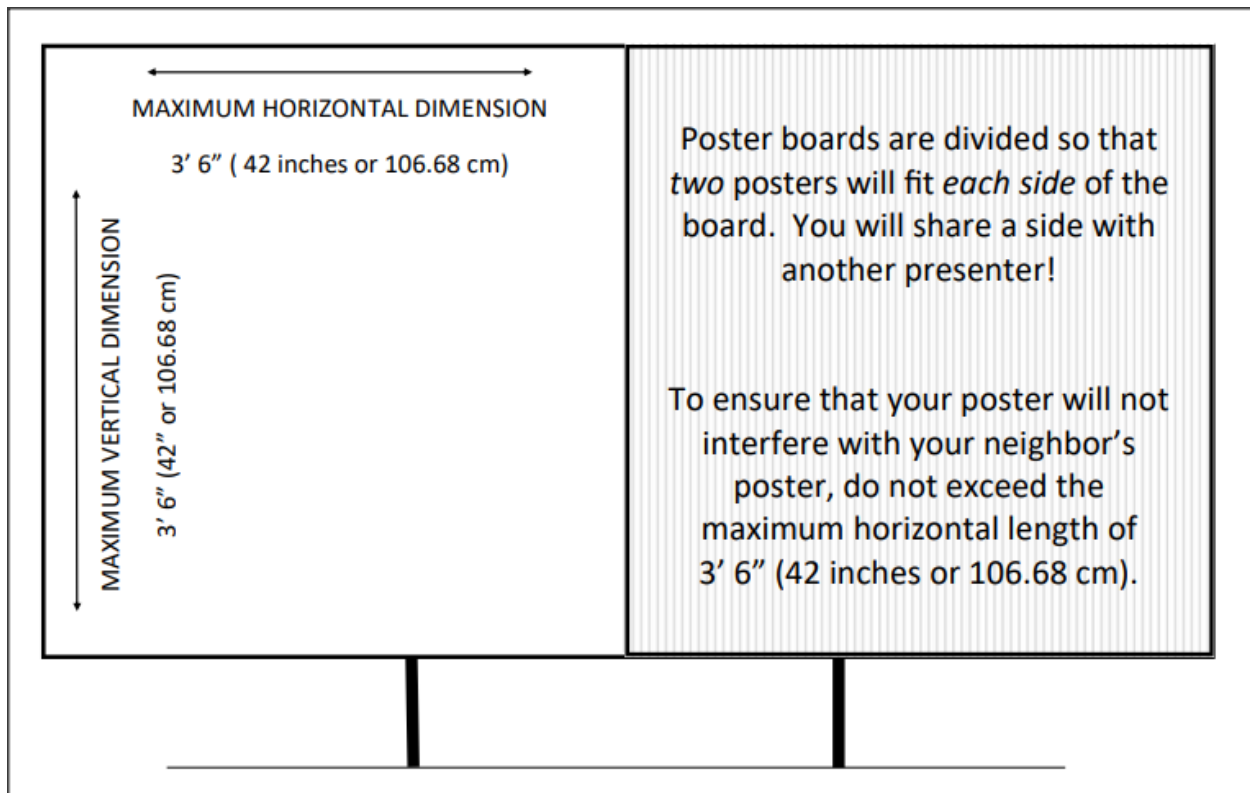 MAXIMUM HORIZONTAL DIMENSION
3’ 6” ( 42 inches or 106.68 cm)
MAXIMUM VERTICAL DIMENSION
3’ 6” (42” or 106.68 cm)
Poster boards are divided so that
two posters will fit each side of the
board.  You will share a side with
another presenter!
To ensure that your poster will not
interfere with your neighbor’s
poster, do not exceed the
maximum horizontal length of
3’ 6” (42 inches or 106.68 cm).